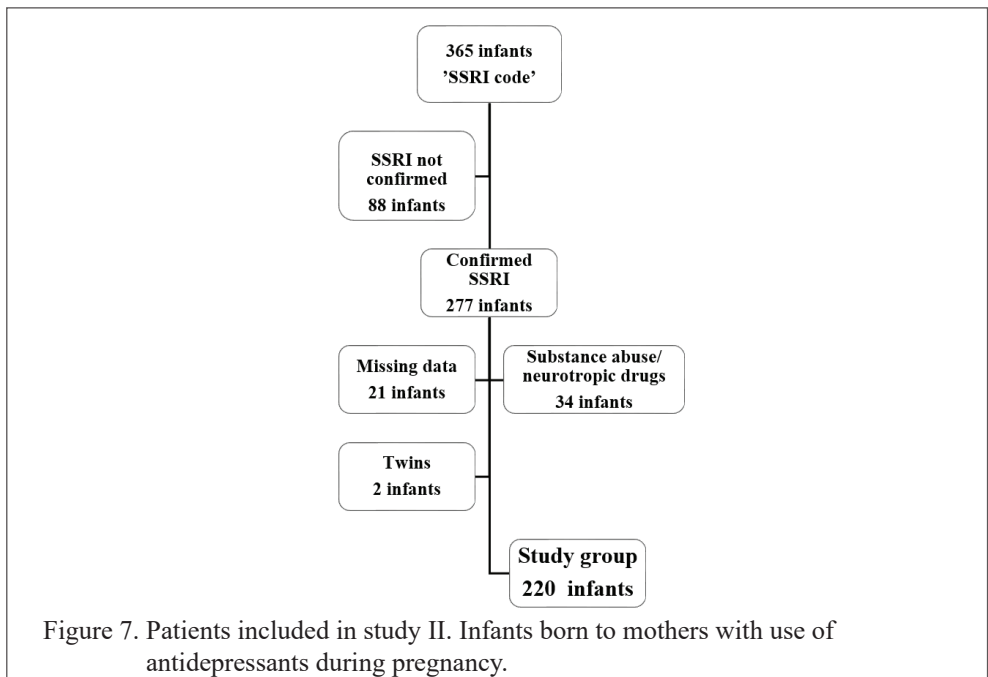 365 infants
’SSRI code’
SSRI not
confirmed
88 infants
Confirmed
SSRI
277 infants
Missing data
21 infants
Substance abuse/
neurotropic drugs
34 infants
Twins
2 infants
Study group
220 infants
Figure 7. Patients included in study II. Infants born to mothers with use of
antidepressants during pregnancy.